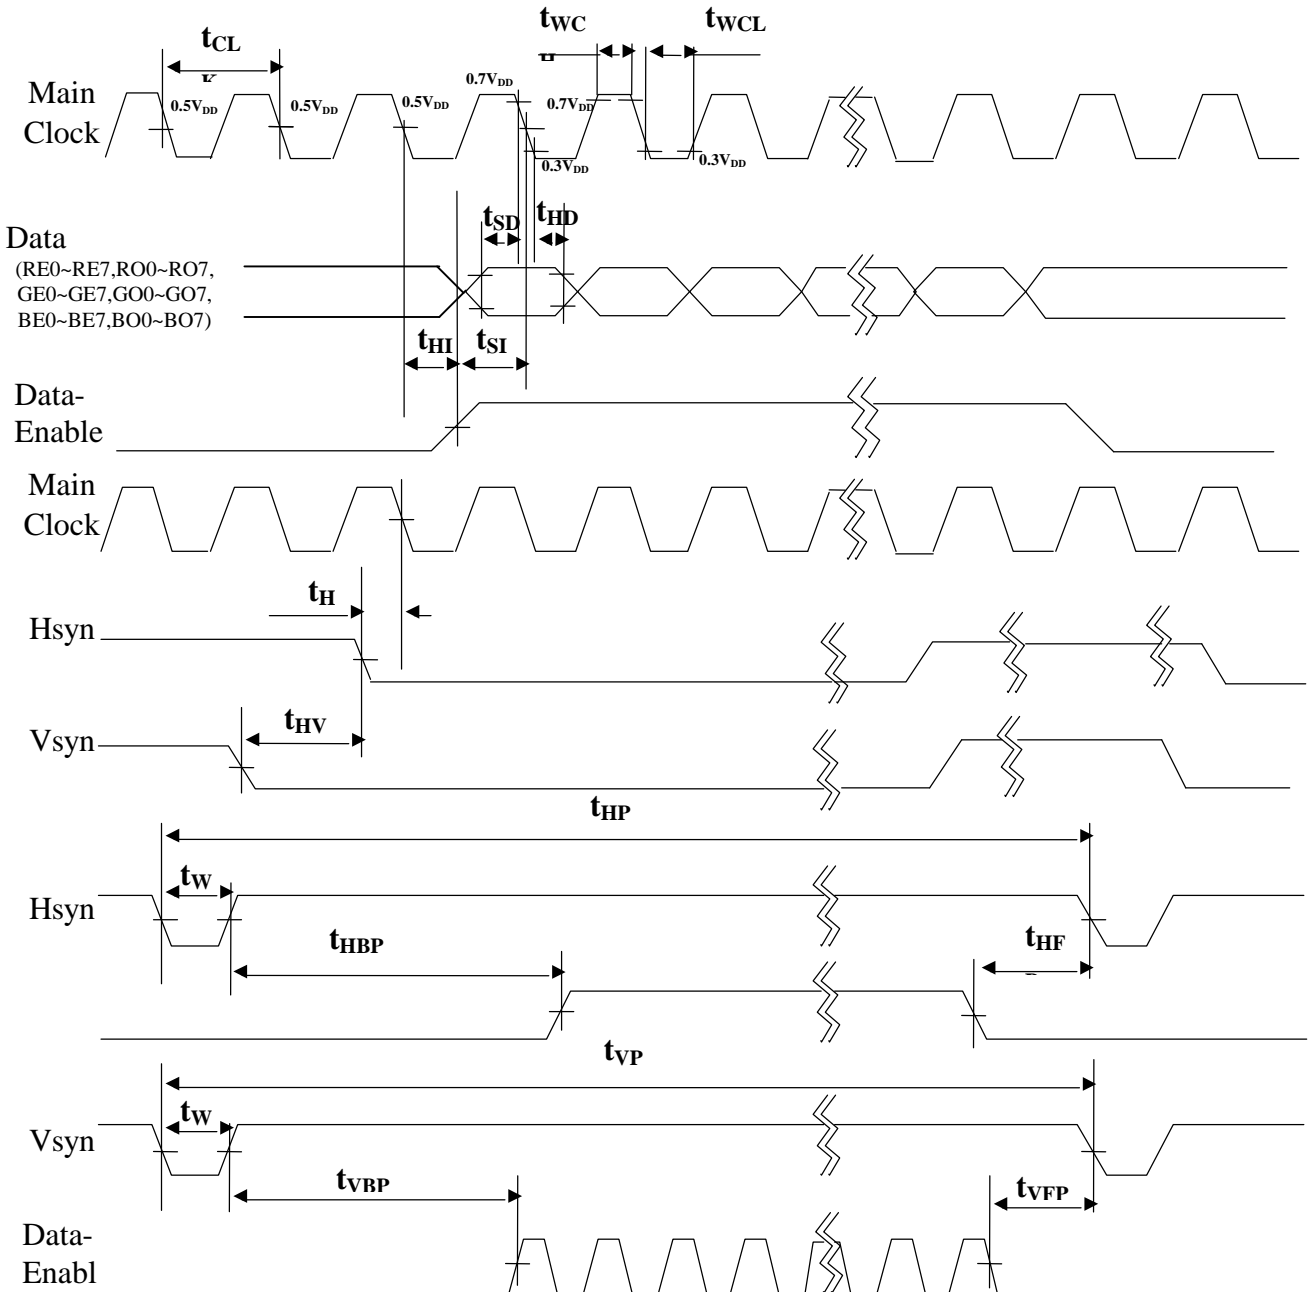 tWC
tWCL
tCL
0.7VDD
Main
Clock
0.5VDD
0.5VDD
0.5VDD
0.7VDD
0.3VDD
0.3VDD
tSD
tHD
Data
(RE0~RE7,RO0~RO7,
GE0~GE7,GO0~GO7,
BE0~BE7,BO0~BO7)
tHI
tSI
Data-
Enable
Main
Clock
tH
Hsyn
tHV
Vsyn
tHP
tW
Hsyn
tHBP
tHF
tVP
tW
Vsyn
tVBP
tVFP
Data-
Enabl